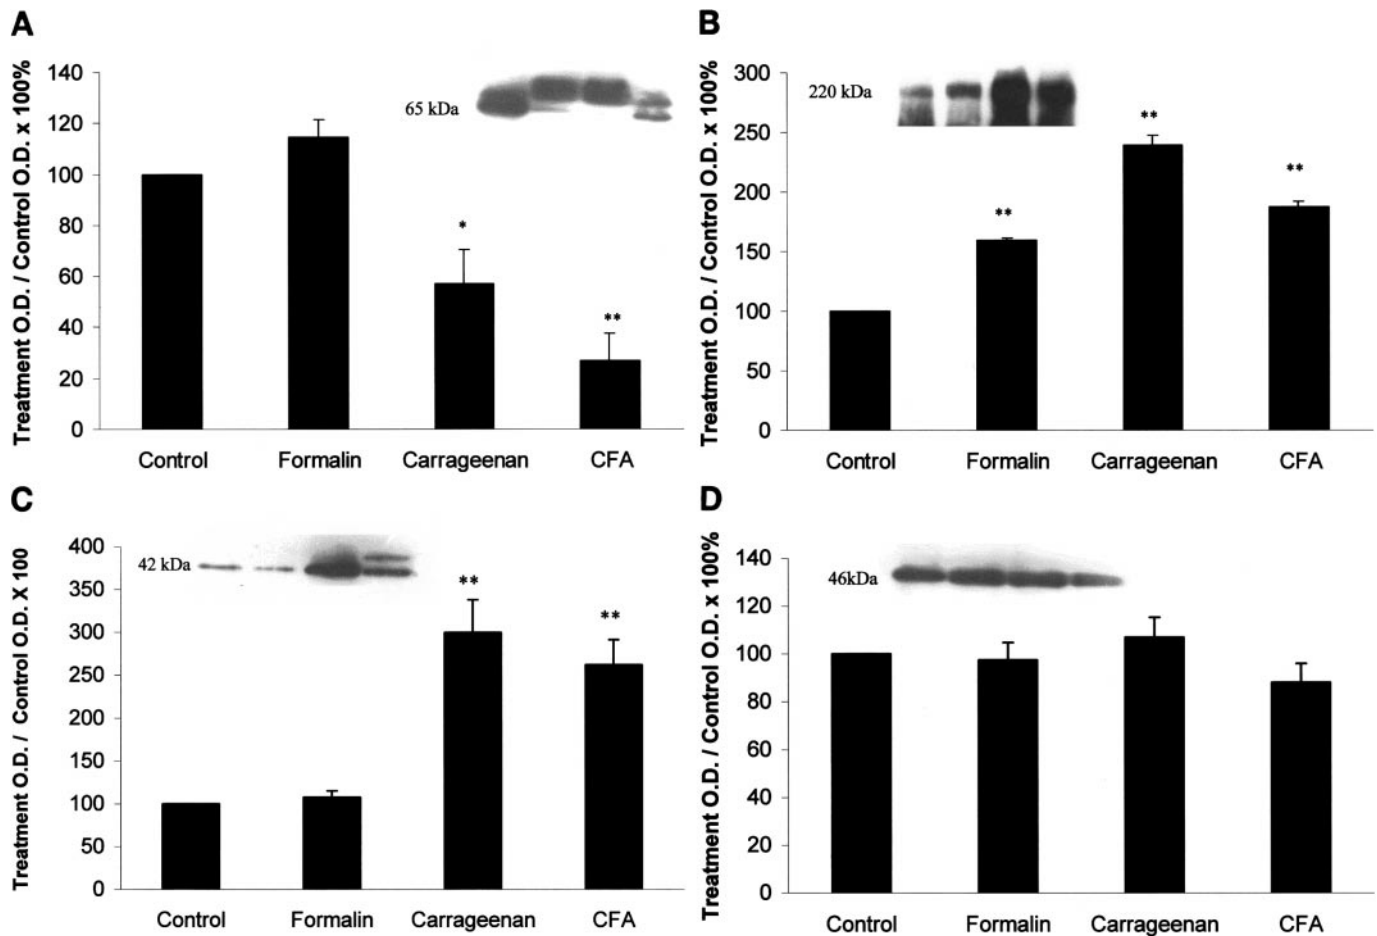 A
Treatment O.D. / Control O.D. x 100%
140
120
100
80
60
40
20
0
65 kDa
*
**
Control
Formalin
Carrageenan
CFA
B
Treatment O.D. / Control O.D. x 100%
300
250
200
150
100
50
0
220 kDa
**
**
**
Control
Formalin
Carrageenan
CFA
C
Treatment O.D. / Control O.D. X 100
400
350
300
250
200
150
100
50
0
42 kDa
**
**
Control
Formalin
Carrageenan
CFA
D
Treatment O.D. / Control O.D. x 100%
140
120
100
80
60
40
20
0
46kDa
Control
Formalin
Carrageenan
CFA